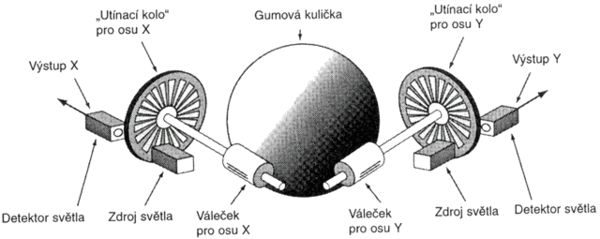 „Utínací kolo“
pro osu X
Gumová kulička
„Utínací kolo“
pro osu Y
Výstup X
Výstup Y
Detektor světla
Zdroj světla
Váleček
pro osu X
Váleček
pro osu Y
Zdroj světla
Detektor světla